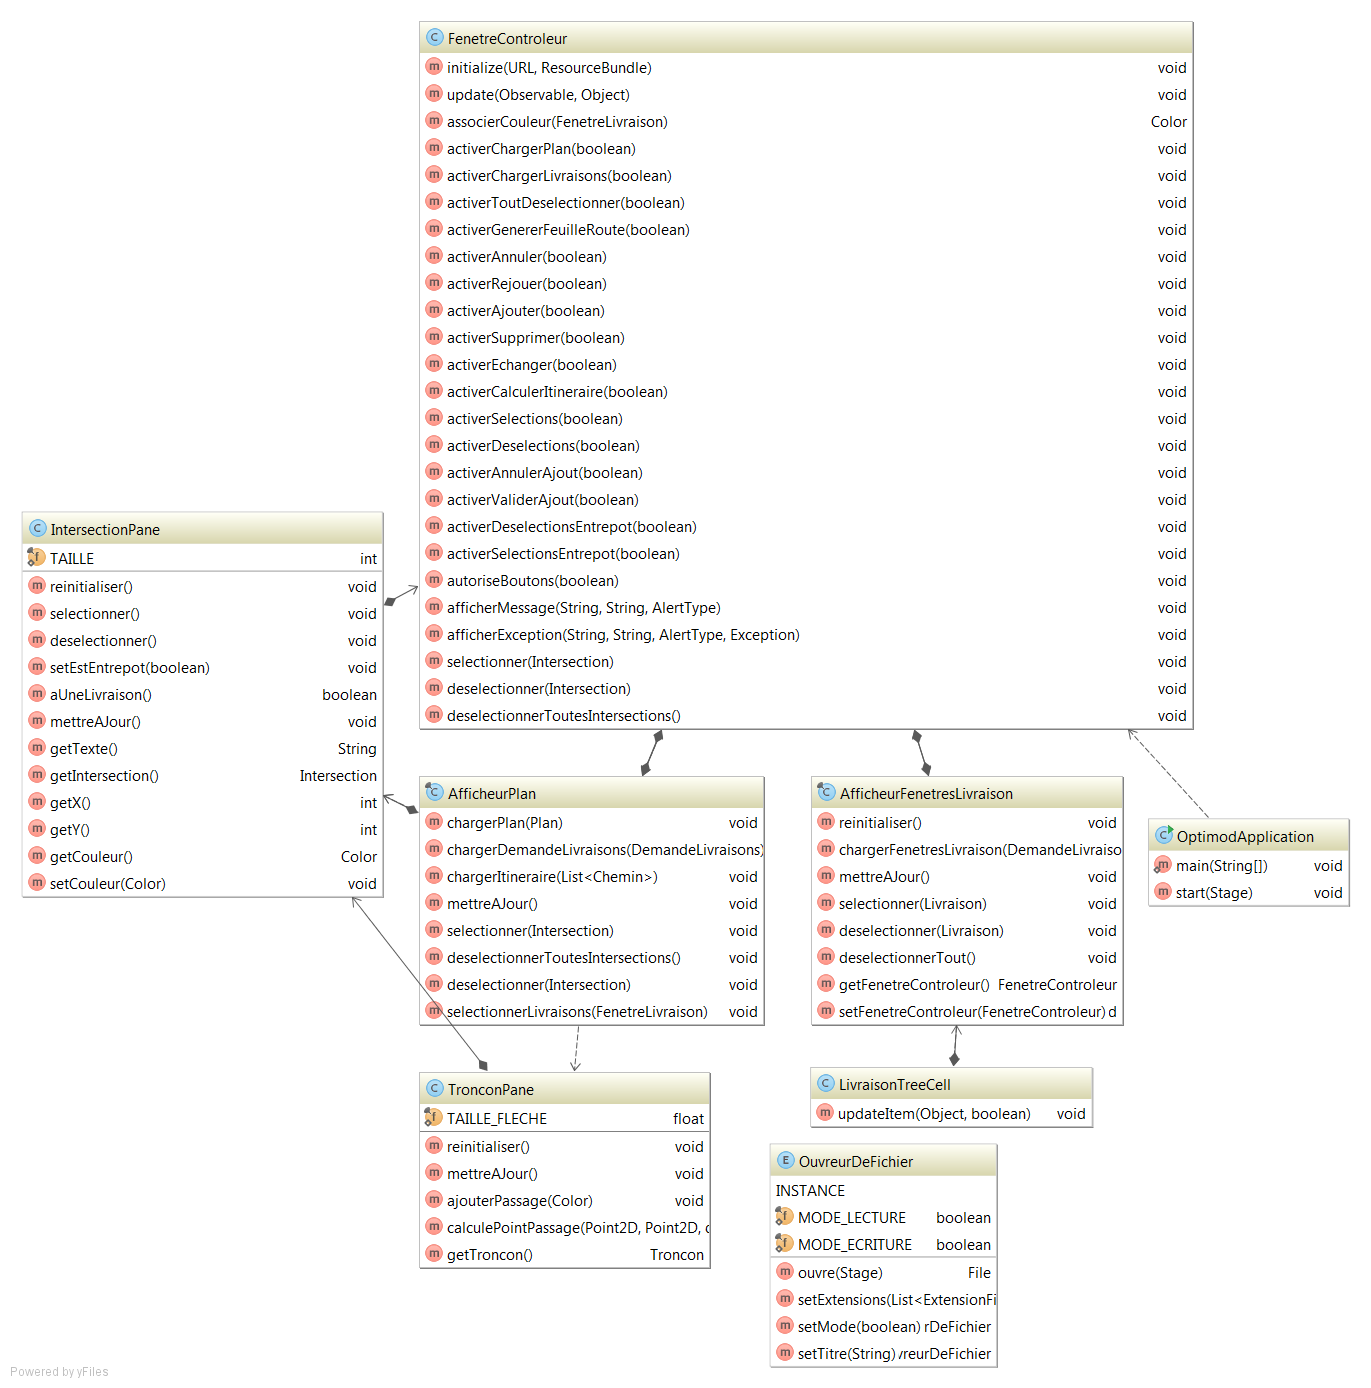 FenetreControleur
initialize(URL, ResourceBundle) void
update(Observable, Object) void
associerCouleur(FenetreLivraison) Color
activerChargerPlan(boolean) void
activerChargerLivraisons(boolean) void
activerToutDeselectionner(boolean) void
activerGenererFeuilleRoute(boolean) void
activerAnnuler(boolean) void
activerRejouer(boolean) void
activerAjouter(boolean) void
activerSupprimer(boolean) void
activerEchanger(boolean) void
activerCalculerItineraire(boolean) void
activerSelections(boolean) void
activerDeselections(boolean) void
activerAnnulerAjout(boolean) void
activerValiderAjout(boolean) void
activerDeselectionsEntrepot(boolean) void
activerSelectionsEntrepot(boolean) void
autoriseBoutons(boolean) void
afficherMessage(String, String, AlertType) void
afficherException(String, String, AlertType, Exception) void
selectionner(Intersection) void
deselectionner(Intersection) void
deselectionnerToutesIntersections() void
IntersectionPane
TAILLE int
reinitialiser() void
selectionner() void
deselectionner() void
setEstEntrepot(boolean) void
aUneLivraison() boolean
mettreAJour() void
getTexte() String
getIntersection() Intersection
getX() int
getY() int
getCouleur() Color
setCouleur(Color) void
AfficheurPlan
chargerPlan(Plan) void
chargerDemandeLivraisons(DemandeLivraisons)
chargerItineraire(List<Chemin>) void
mettreAJour() void
selectionner(Intersection) void
deselectionnerToutesIntersections() void
deselectionner(Intersection) void
selectionnerLivraisons(FenetreLivraison) void
AfficheurFenetresLivraison
reinitialiser() void
chargerFenetresLivraison(DemandeLivraiso
mettreAJour() void
selectionner(Livraison) void
deselectionner(Livraison) void
deselectionnerTout() void
getFenetreControleur() FenetreControleur
setFenetreControleur(FenetreControleur) d
OptimodApplication
main(String[]) void
start(Stage) void
TronconPane
TAILLE_FLECHE float
reinitialiser() void
mettreAJour() void
ajouterPassage(Color) void
calculePointPassage(Point2D, Point2D,
getTroncon() Troncon
LivraisonTreeCell
updateItem(Object, boolean) void
OuvreurDeFichier
INSTANCE
MODE_LECTURE boolean
MODE_ECRITURE boolean
ouvre(Stage) File
setExtensions(List<ExtensionFi
setMode(boolean) rDeFichier
setTitre(String) vreurDeFichier
Powered by yFiles